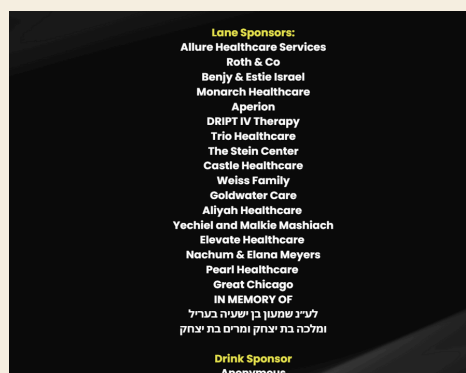 Lane Sponsors:
Allure Healthcare Services
Roth & Co
Benjy & Estie Israel
Monarch Healthcare
Aperion
DRIPT IV Therapy
Trio Healthcare
The Stein Center
Castle Healthcare
Weiss Family
Goldwater Care
Aliyah Healthcare
Yechiel and Malkie Mashiach
Elevate Healthcare
Nachum & Elana Meyers
Pearl Healthcare
Great Chicago
IN MEMORY OF
לע״נ שמעון בן ישעיה בעריל
ומלכה בת יצחק ומרים בת יצחק
Drink Sponsor
Anonymous